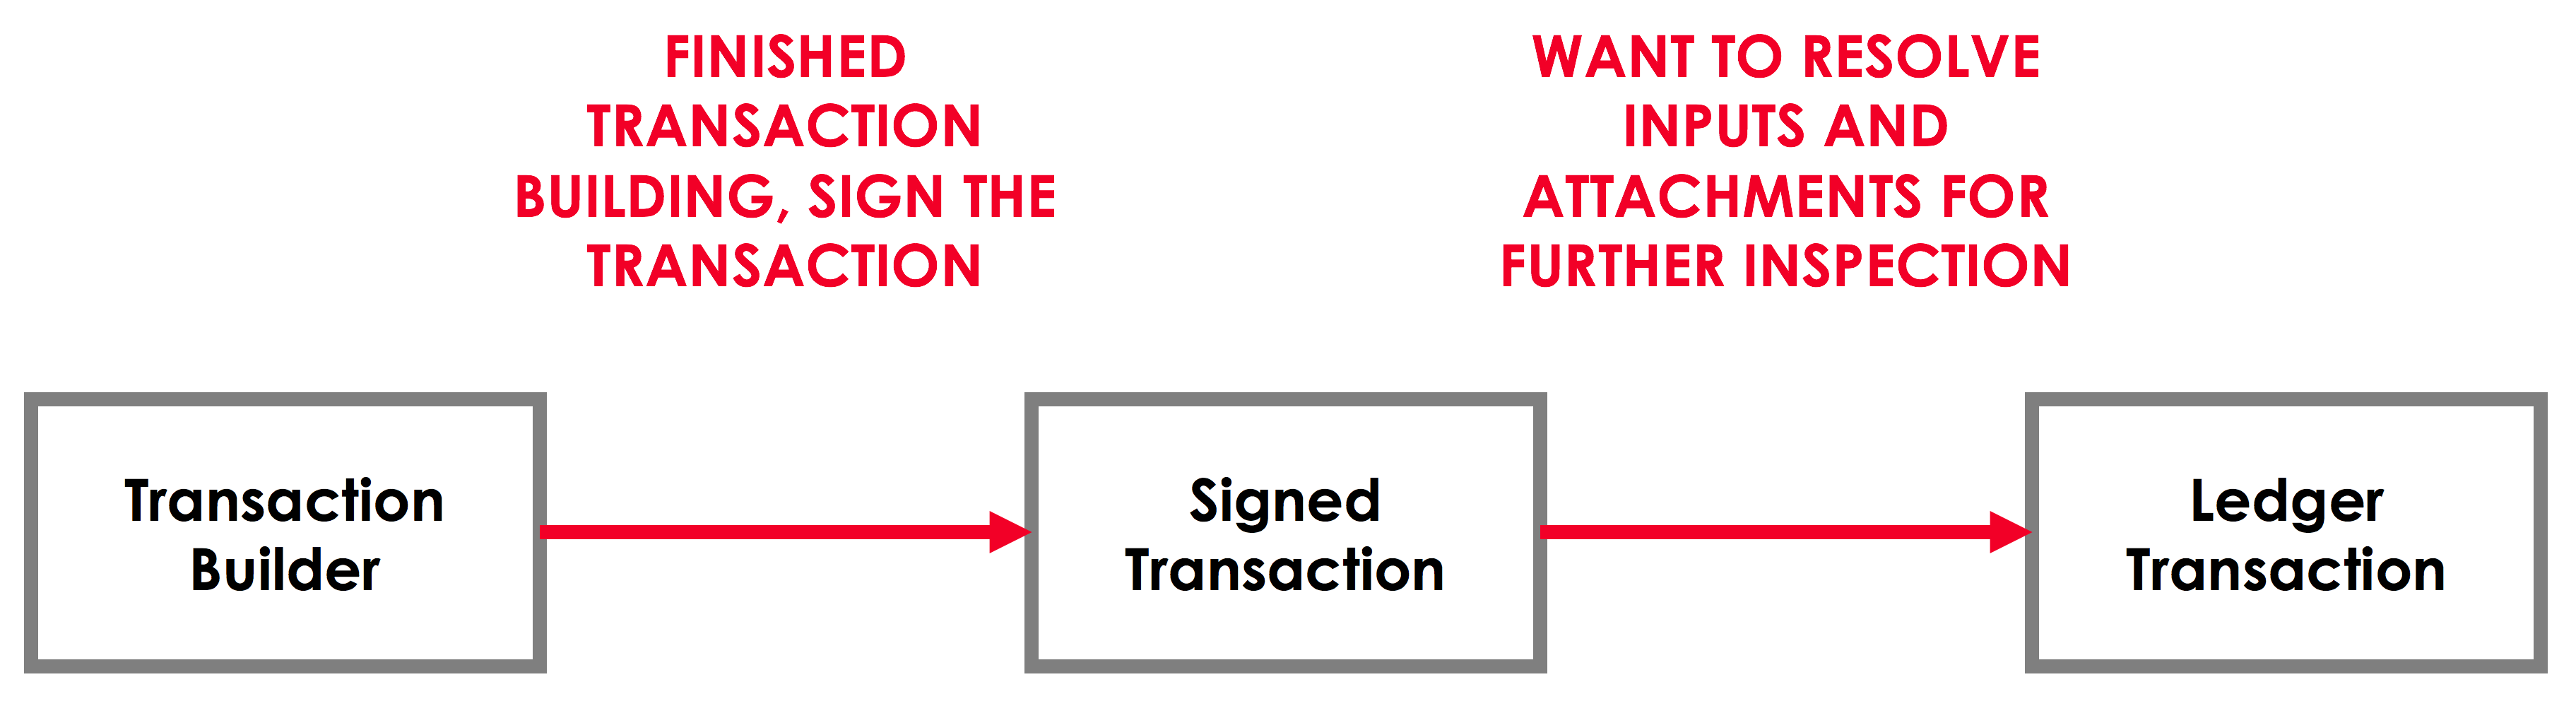 FINISHED
TRANSACTION
BUILDING, SIGN THE
TRANSACTION
WANT TO RESOLVE
INPUTS AND
ATTACHMENTS FOR
FURTHER INSPECTION
Transaction
Builder
Signed
Transaction
Ledger
Transaction